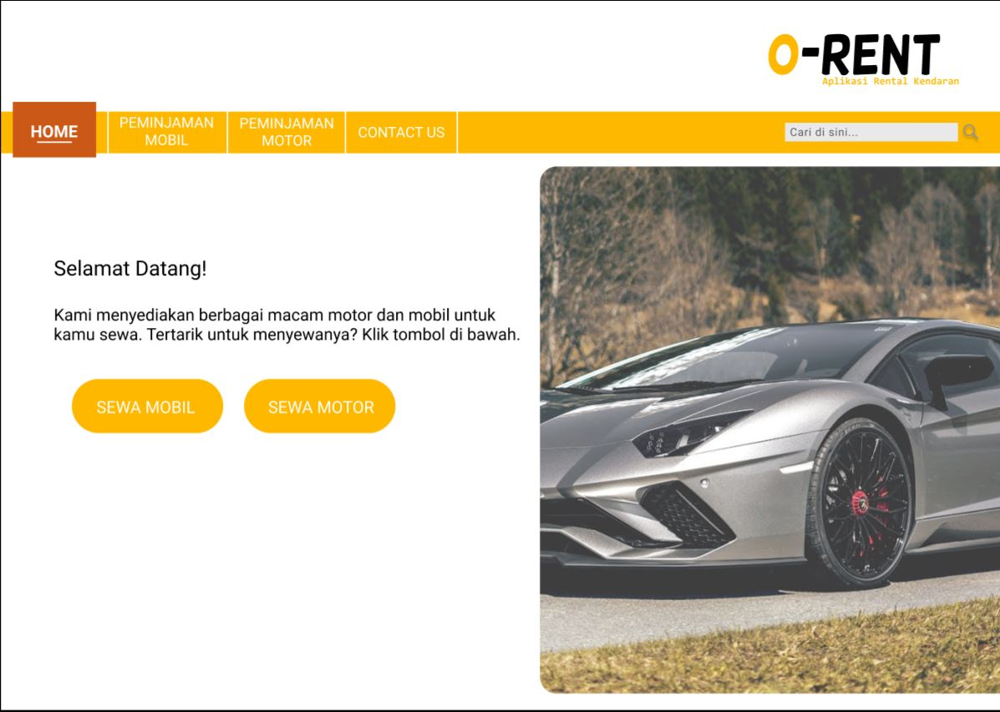 O-RENT
Aplikasi Rental Kendaran
HOME
PEMINJAMAN
MOBIL
PEMINJAMAN
MOTOR
CONTACT US
Cari di sini...
Selamat Datang!
Kami menyediakan berbagai macam motor dan mobil untuk
kamu sewa. Tertarik untuk menyewanya? Klik tombol di bawah.
SEWA MOBIL
SEWA MOTOR